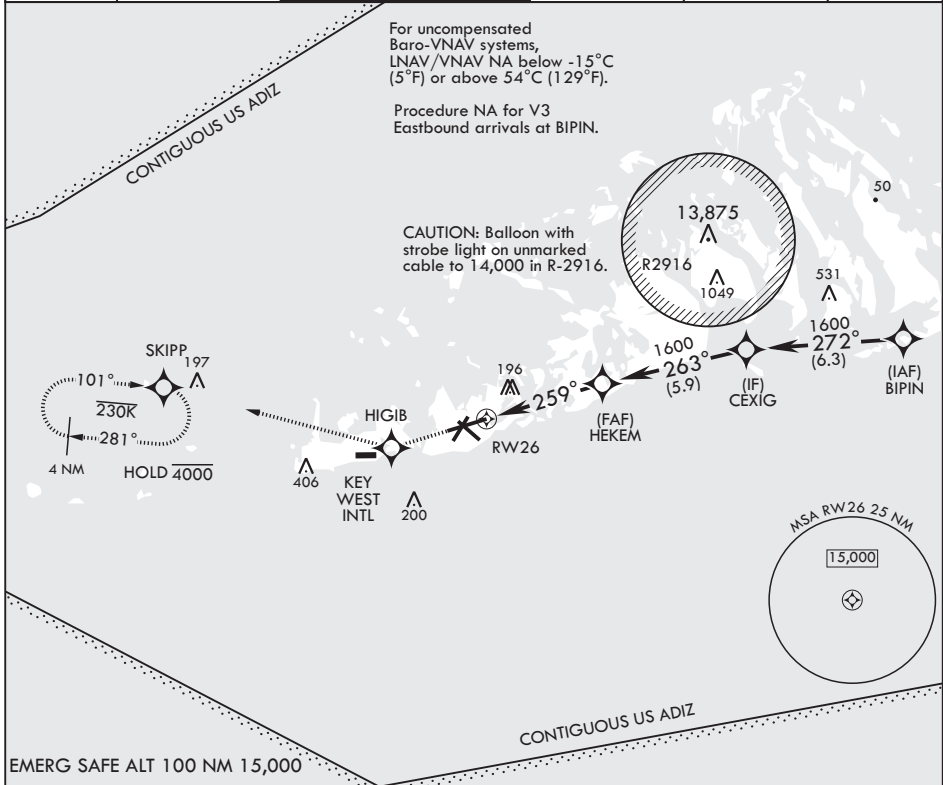 For uncompensated
Baro-VNAV systems,
LNAV/VNAV NA below -15°C
(5°F) or above 54°C (129°F).
Procedure NA for V3
Eastbound arrivals at BIPIN.
CONTIGUOUS US ADIZ
50
13,875
CAUTION: Balloon with
strobe light on unmarked
cable to 14,000 in R-2916.
R2916
1049
531
1600
272°
(6.3)
(IAF)
BIPIN
1600
263°
(5.9)
(IF)
CEXIG
SKIPP
197
101°
230K
281°
4 NM
HOLD 4000
196
259°
(FAF)
HEKEM
HIGIB
RW26
406
KEY
WEST
INTL
200
MSA RW26 25 NM
15,000
CONTIGUOUS US ADIZ
EMERG SAFE ALT 100 NM 15,000